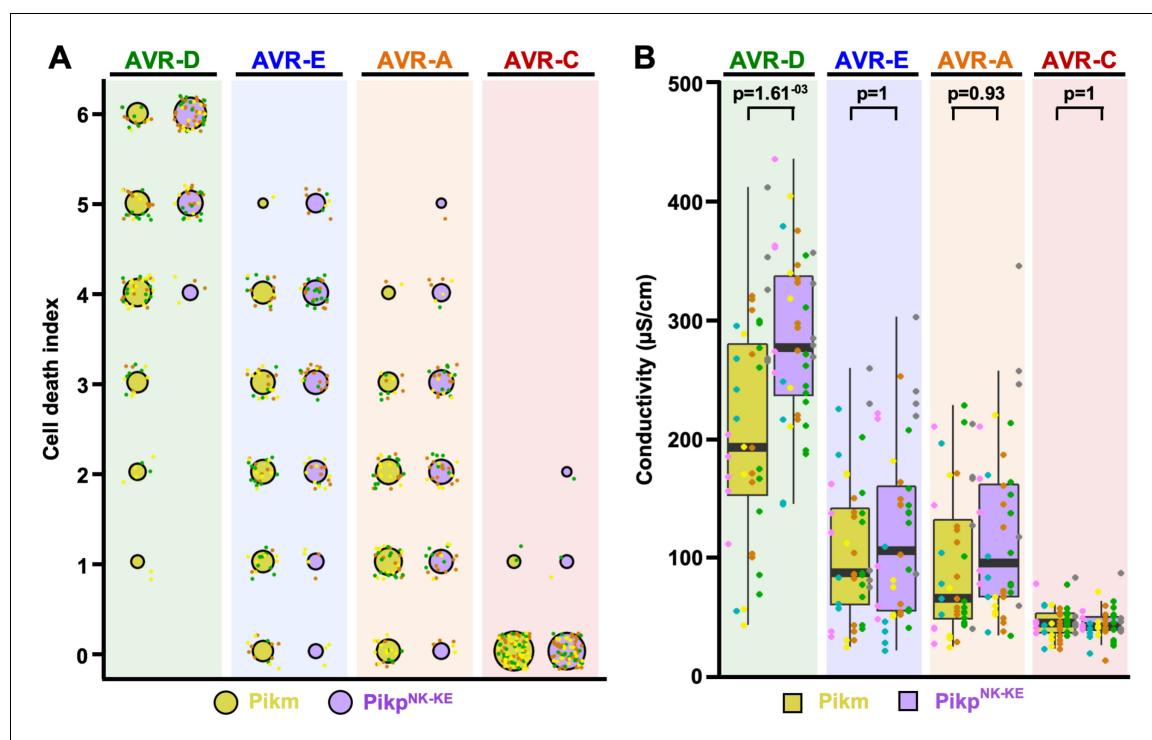 A
AVR-D AVR-E AVR-A AVR-C
Cell death index
6
5
4
3
2
1
0
Pikm Pikp^NK-KE
B
AVR-D AVR-E AVR-A AVR-C
p=1.61^-03 p=1 p=0.93 p=1
Conductivity (µS/cm)
500
400
300
200
100
0
Pikm Pikp^NK-KE